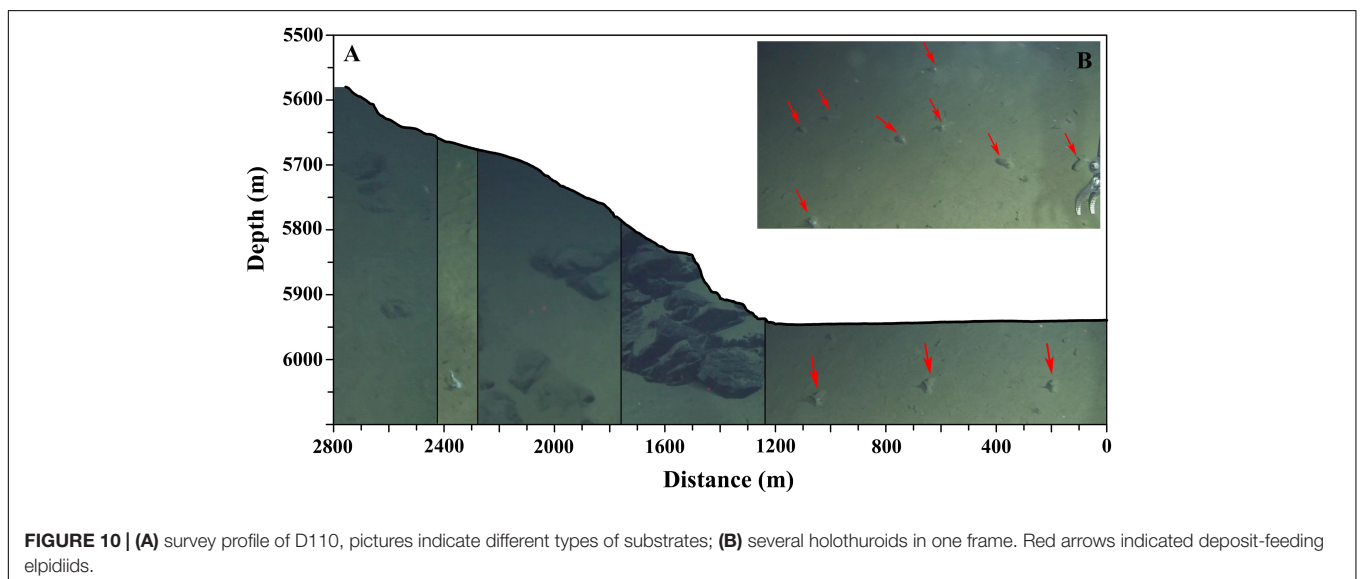 5500
5600
5700
5800
5900
6000
Depth (m)
A
B
2800 2400 2000 1600 1200 800 400 0
Distance (m)
FIGURE 10 | (A) survey profile of D110, pictures indicate different types of substrates; (B) several holothuroids in one frame. Red arrows indicated deposit-feeding
elpidiids.